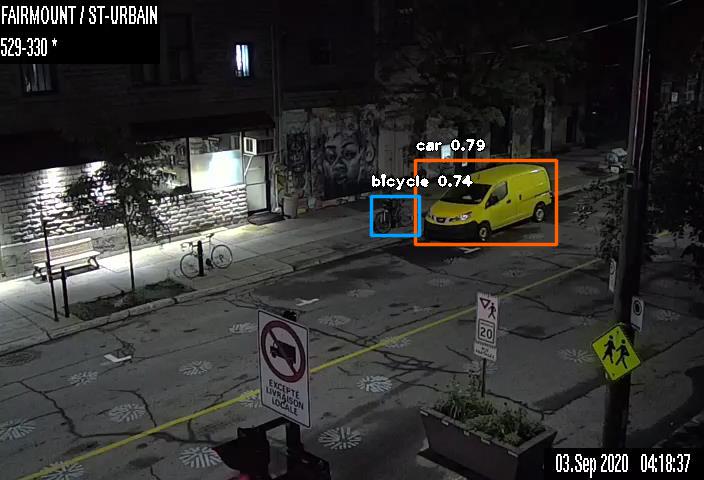 FAIRMOUNT / ST-URBAIN
529-330 *
car 0.79
bicycle 0.74
20
EXCEPTÉ
LIVRAISON
LOCALE
03.Sep 2020 04:18:37